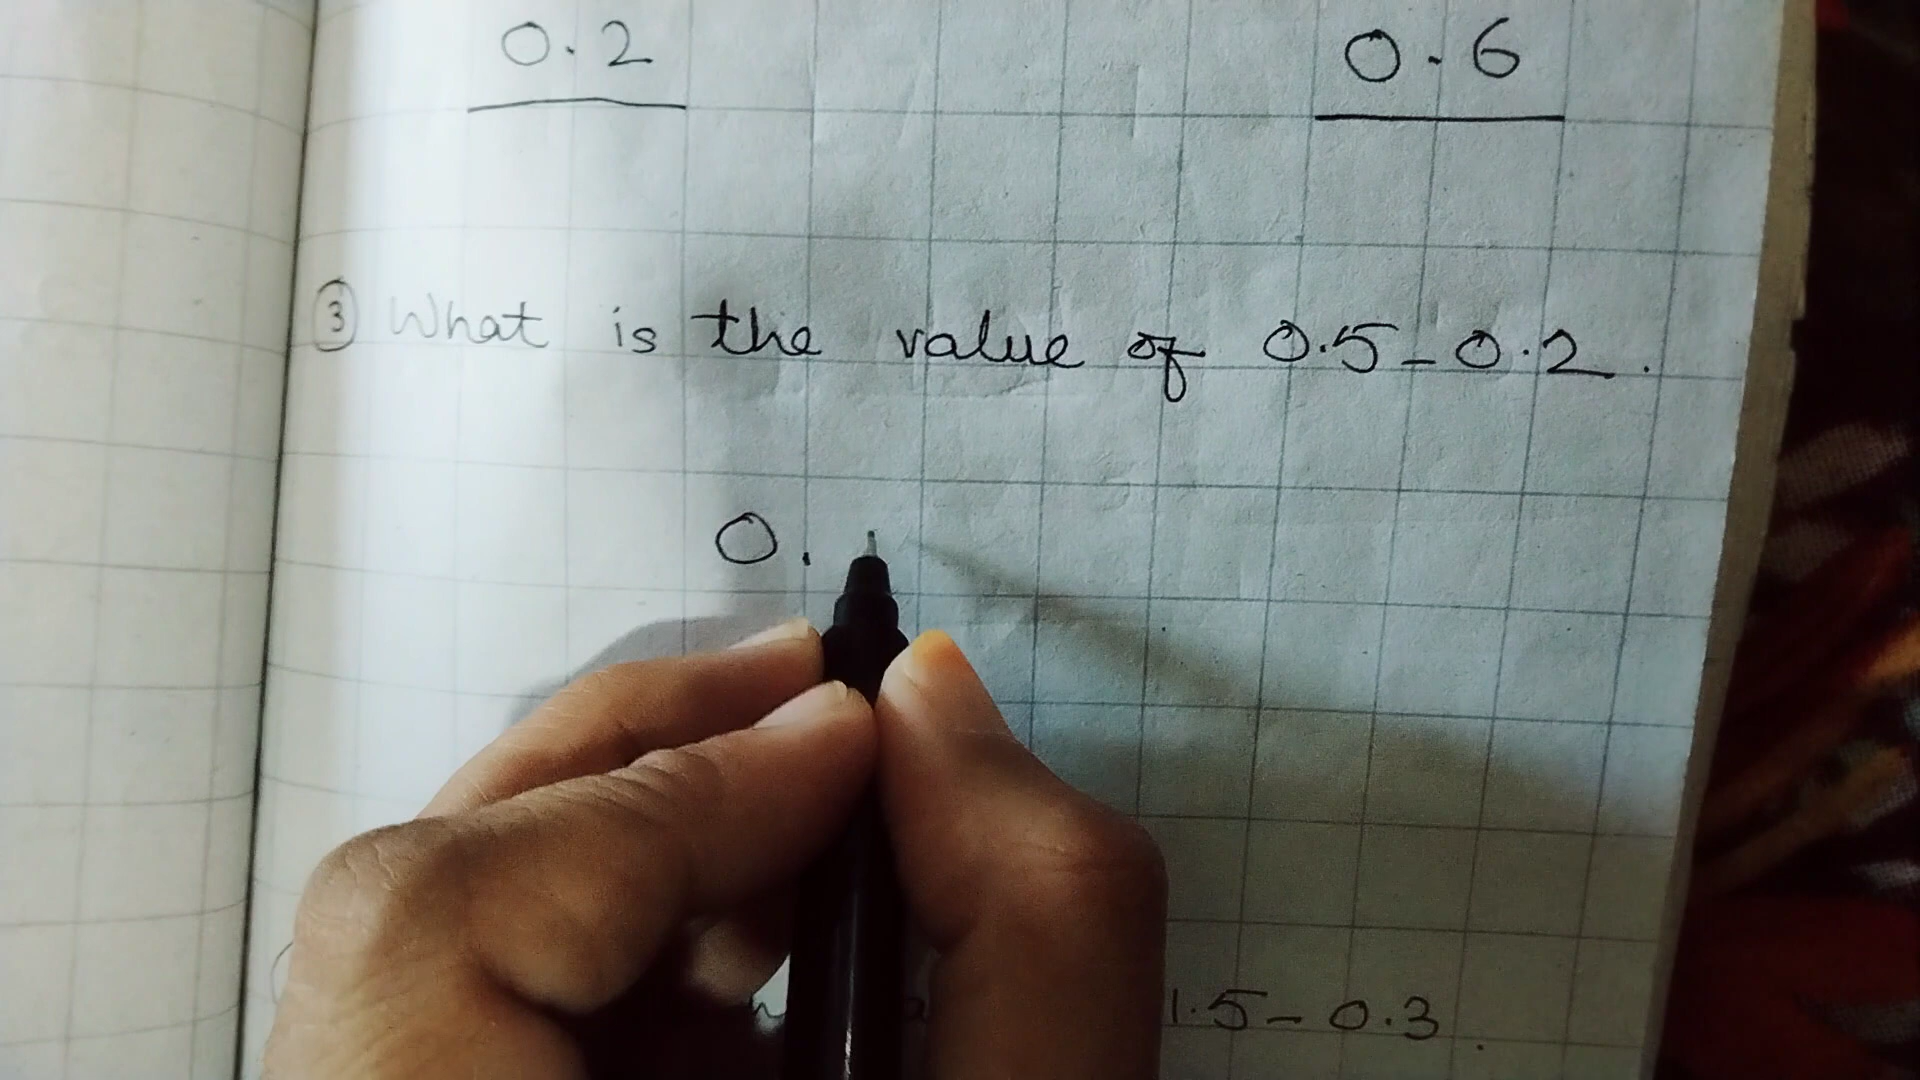 0.2 0.6
③ What is the value of 0.5-0.2.
0.
1.5-0.3.